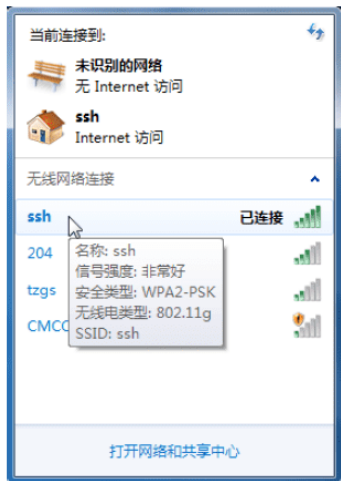 当前连接到:
未识别的网络
无 Internet 访问
ssh
Internet 访问
无线网络连接
ssh 已连接
204
tzgs
名称: ssh
信号强度: 非常好
安全类型: WPA2-PSK
无线电类型: 802.11g
SSID: ssh
打开网络和共享中心